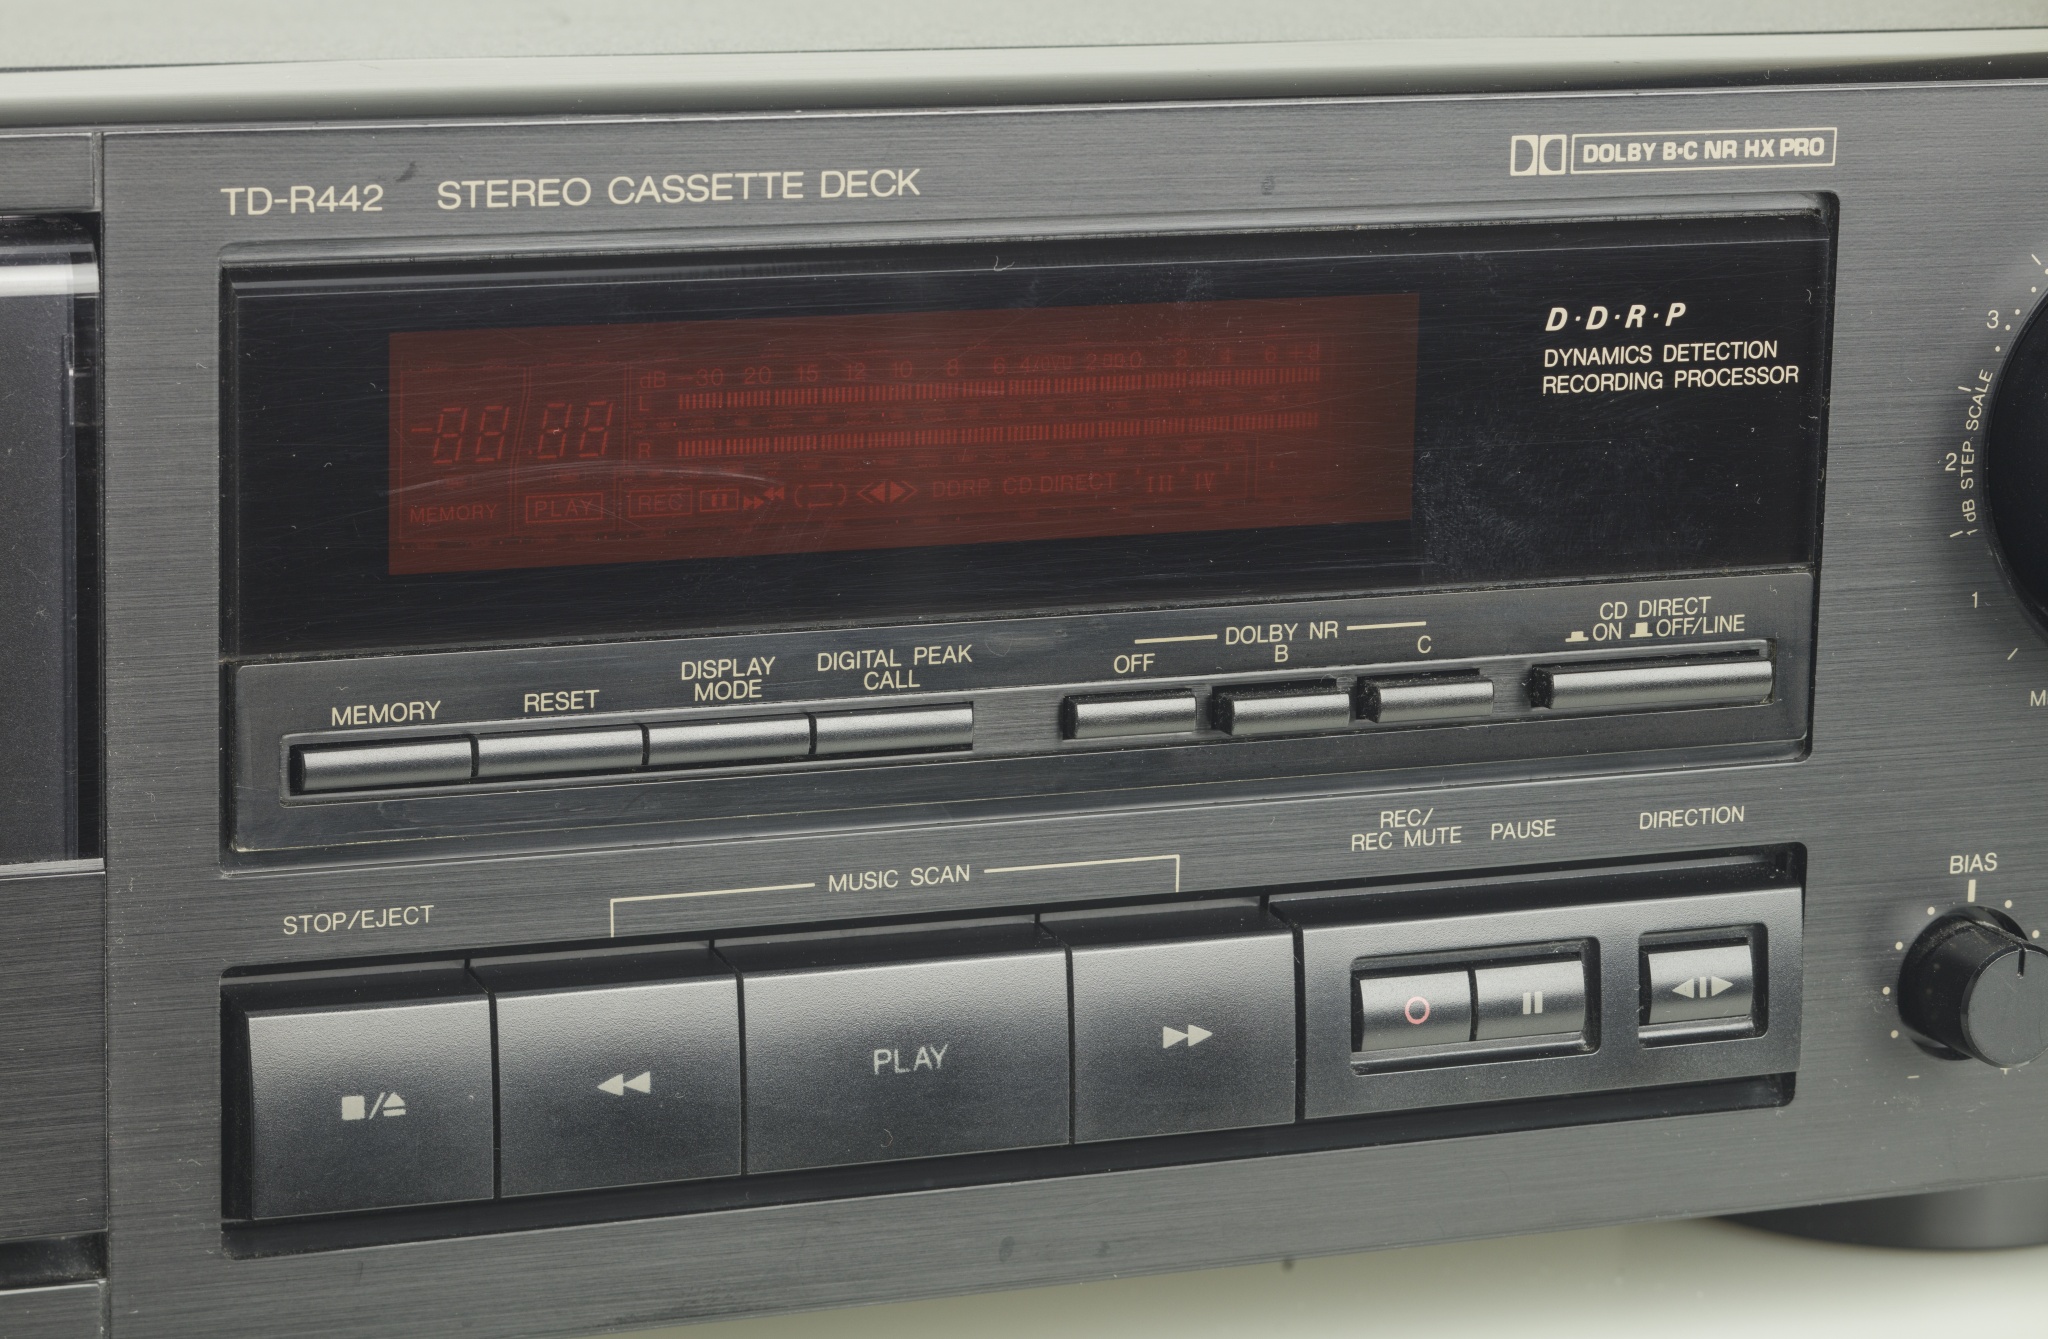 TD-R442 STEREO CASSETTE DECK
DOLBY B·C NR HX PRO
D·D·R·P
DYNAMICS DETECTION
RECORDING PROCESSOR
dB -30 20 15 12 10 8 6
2 4 6 +8
L
-88 88
R
MEMORY PLAY REC DDRP CD DIRECT
3
2
1
1 dB STEP SCALE
MEMORY
RESET
DISPLAY
MODE
DIGITAL PEAK
CALL
DOLBY NR
OFF B C
CD DIRECT
ON OFF/LINE
STOP/EJECT
MUSIC SCAN
REC/
REC MUTE
PAUSE
DIRECTION
BIAS
PLAY